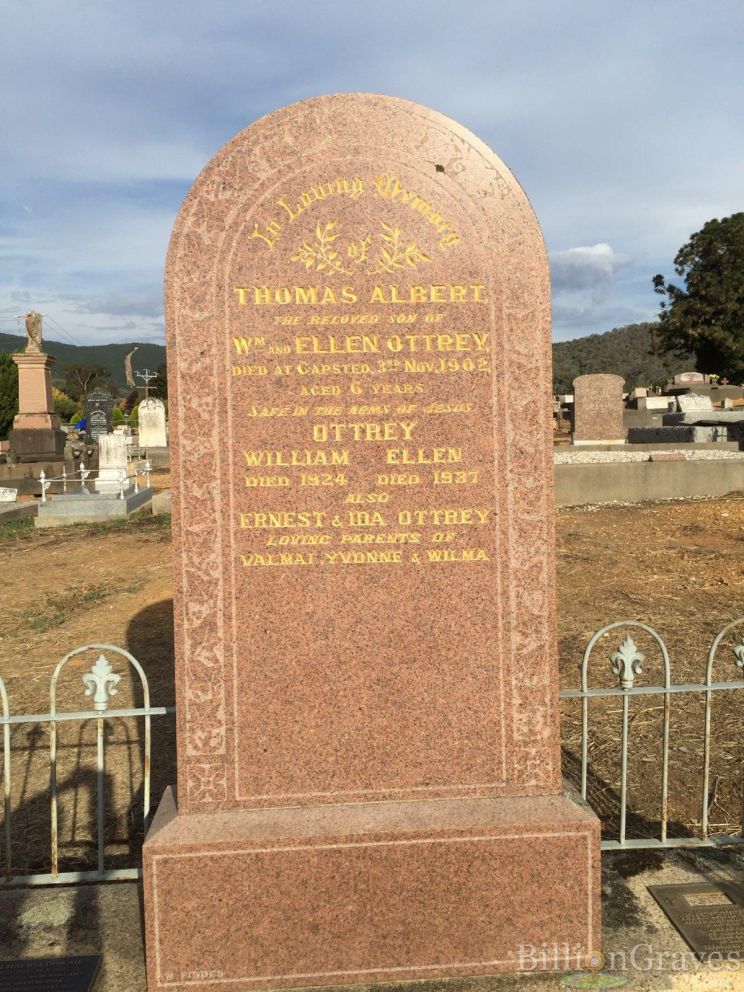 In Loving Memory
of
THOMAS ALBERT,
THE BELOVED SON OF
Wᴹ AND ELLEN OTTREY,
DIED AT CAPSTED, 3ᴿᴰ NOV, 1902,
AGED 6 YEARS
SAFE IN THE ARMS OF JESUS
OTTREY
WILLIAM ELLEN
DIED 1924 DIED 1937
ALSO
ERNEST & IDA OTTREY
LOVING PARENTS OF
VALMAI, YVONNE & WILMA
BillionGraves